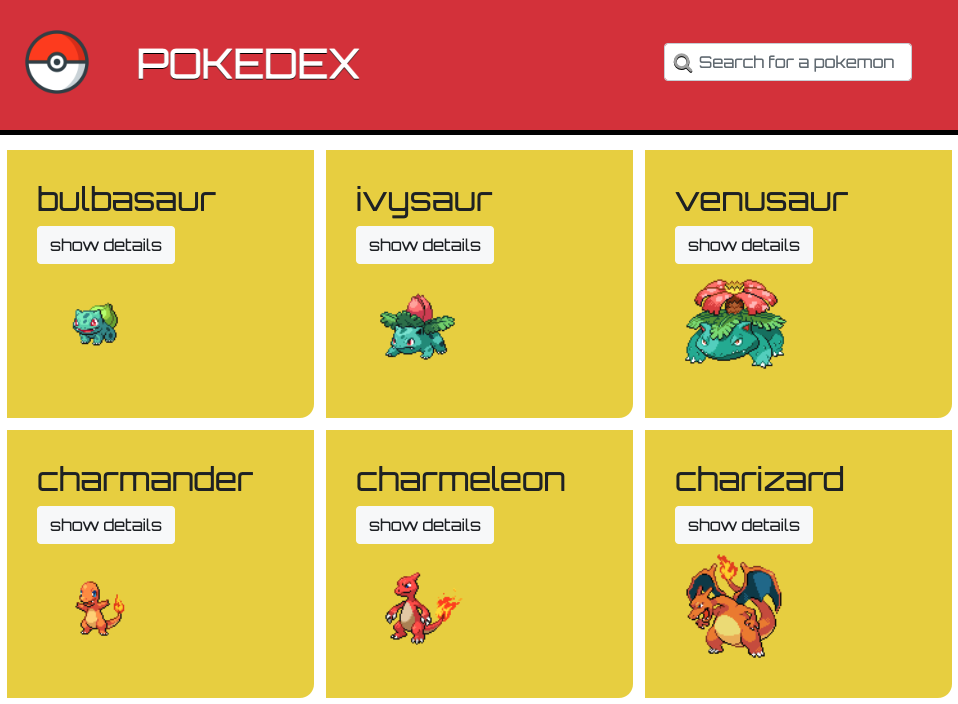 POKEDEX
Search for a pokemon
bulbasaur
show details
ivysaur
show details
venusaur
show details
charmander
show details
charmeleon
show details
charizard
show details